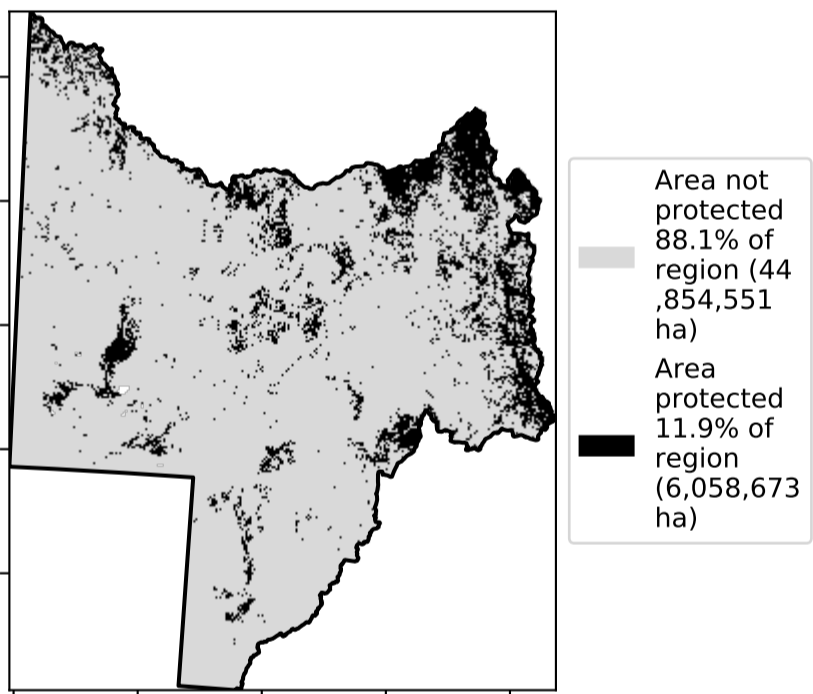 Area not
protected
88.1% of
region (44
,854,551
ha)
Area
protected
11.9% of
region
(6,058,673
ha)